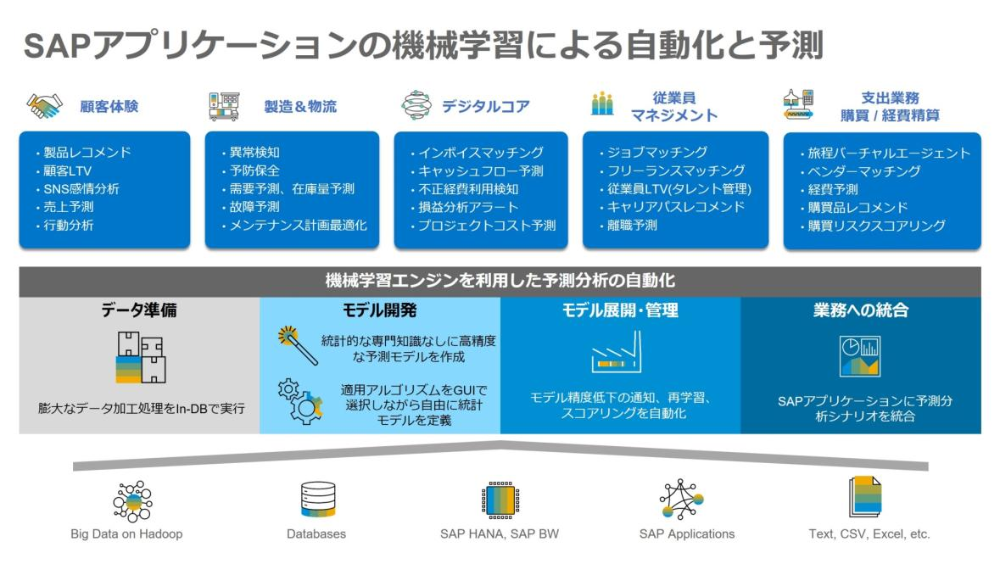 SAPアプリケーションの機械学習による自動化と予測
顧客体験
・製品レコメンド
・顧客LTV
・SNS感情分析
・売上予測
・行動分析
製造＆物流
・異常検知
・予防保全
・需要予測、在庫量予測
・故障予測
・メンテナンス計画最適化
デジタルコア
・インボイスマッチング
・キャッシュフロー予測
・不正経費利用検知
・損益分析アラート
・プロジェクトコスト予測
従業員
マネジメント
・ジョブマッチング
・フリーランスマッチング
・従業員LTV(タレント管理)
・キャリアパスレコメンド
・離職予測
支出業務
購買 / 経費精算
・旅程バーチャルエージェント
・ベンダーマッチング
・経費予測
・購買品レコメンド
・購買リスクスコアリング
機械学習エンジンを利用した予測分析の自動化
データ準備
膨大なデータ加工処理をIn-DBで実行
モデル開発
統計的な専門知識なしに高精度
な予測モデルを作成
適用アルゴリズムをGUIで
選択しながら自由に統計
モデルを定義
モデル展開・管理
モデル精度低下の通知、再学習、
スコアリングを自動化
業務への統合
SAPアプリケーションに予測分
析シナリオを統合
Big Data on Hadoop
Databases
SAP HANA, SAP BW
SAP Applications
Text, CSV, Excel, etc.